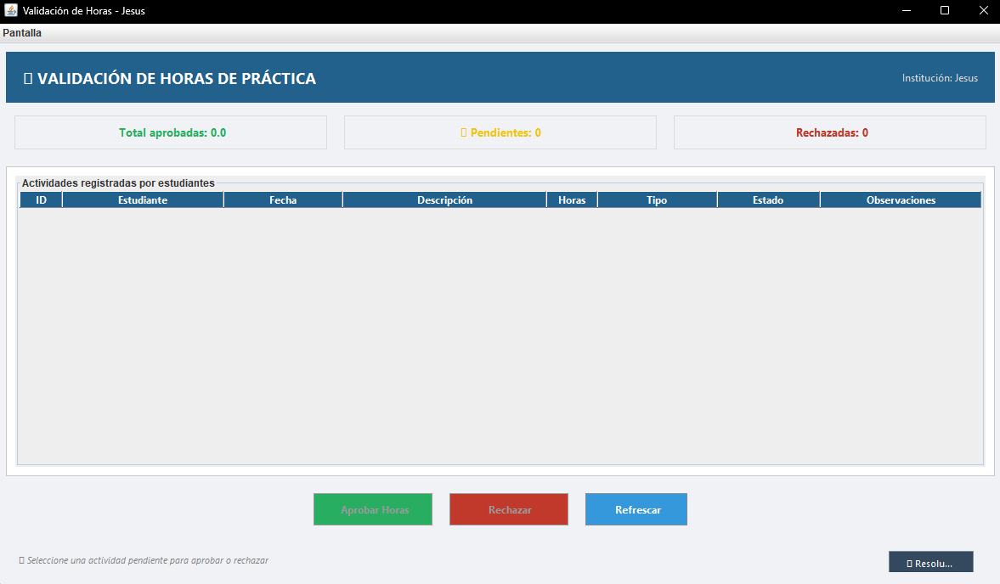 Validación de Horas - Jesus
Pantalla
▯ VALIDACIÓN DE HORAS DE PRÁCTICA
Institución: Jesus
Total aprobadas: 0.0
▯ Pendientes: 0
Rechazadas: 0
Actividades registradas por estudiantes
ID Estudiante Fecha Descripción Horas Tipo Estado Observaciones
Aprobar Horas
Rechazar
Refrescar
▯ Seleccione una actividad pendiente para aprobar o rechazar
▯ Resolu...